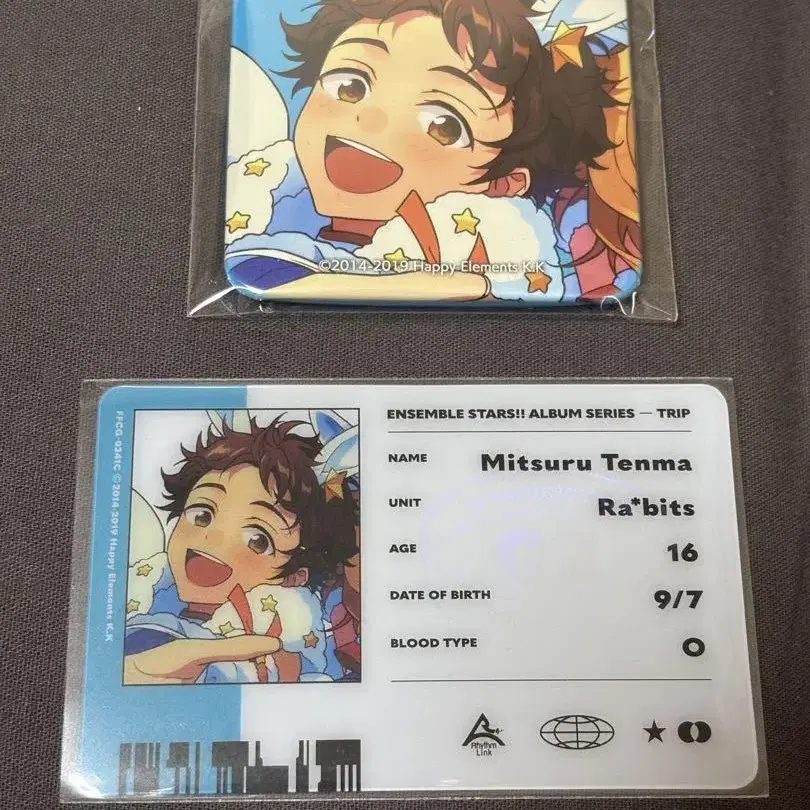 ©2014-2019 Happy Elements K.K
FFCG-0241C ©2014-2019 Happy Elements K.K
ENSEMBLE STARS!! ALBUM SERIES — TRIP
NAME Mitsuru Tenma
UNIT Ra*bits
AGE 16
DATE OF BIRTH 9/7
BLOOD TYPE O
Rhythm
Link